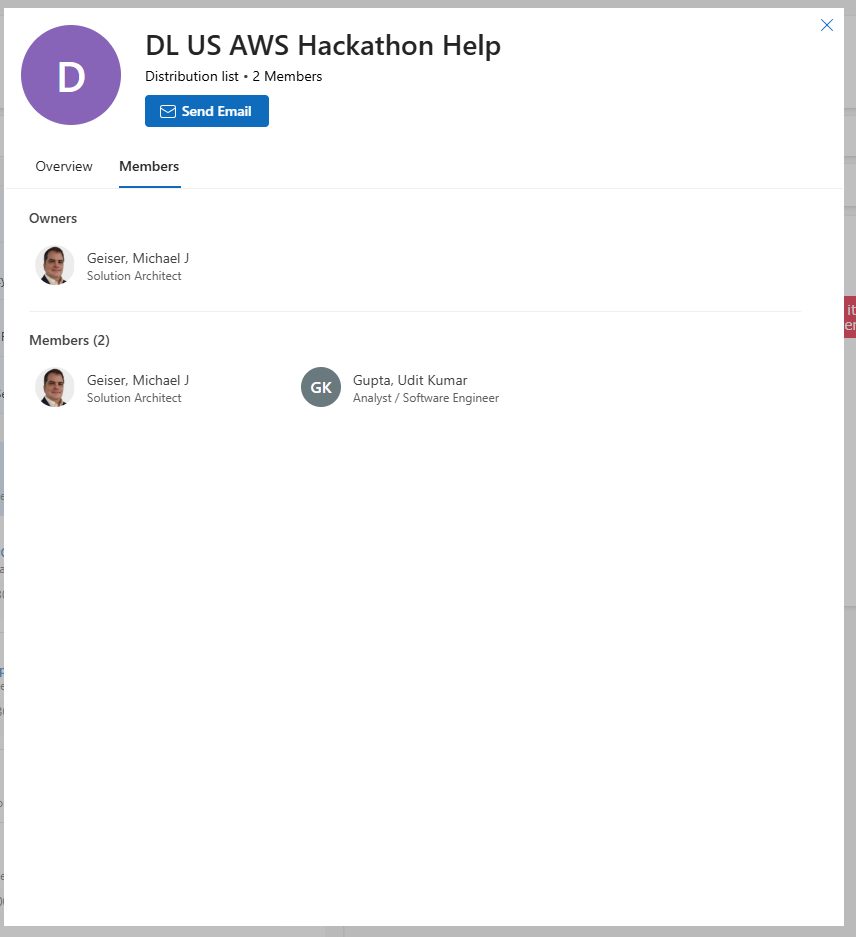 D
DL US AWS Hackathon Help
Distribution list • 2 Members
Send Email
Overview Members
Owners
Geiser, Michael J
Solution Architect
Members (2)
Geiser, Michael J
Solution Architect
GK
Gupta, Udit Kumar
Analyst / Software Engineer
it